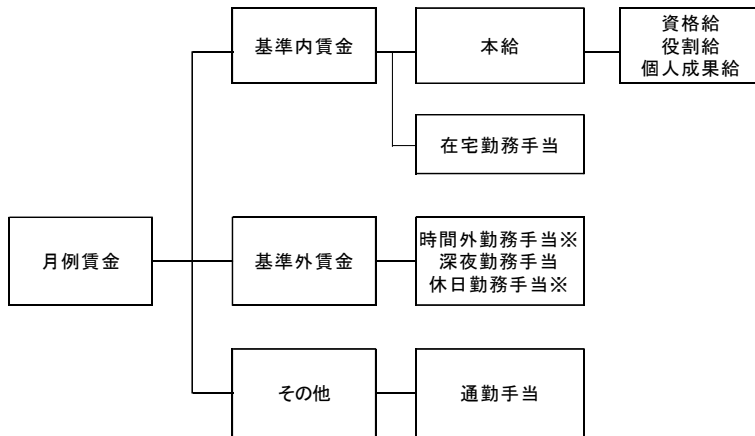 基準内賃金
本給
資格給
役割給
個人成果給
在宅勤務手当
月例賃金
基準外賃金
時間外勤務手当※
深夜勤務手当
休日勤務手当※
その他
通勤手当